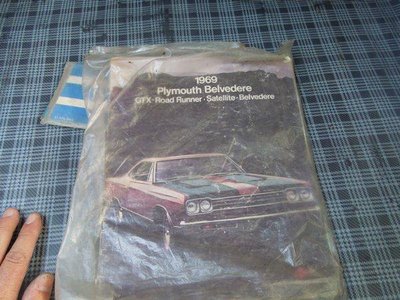 1969
Plymouth Belvedere
GTX · Road Runner · Satellite · Belvedere